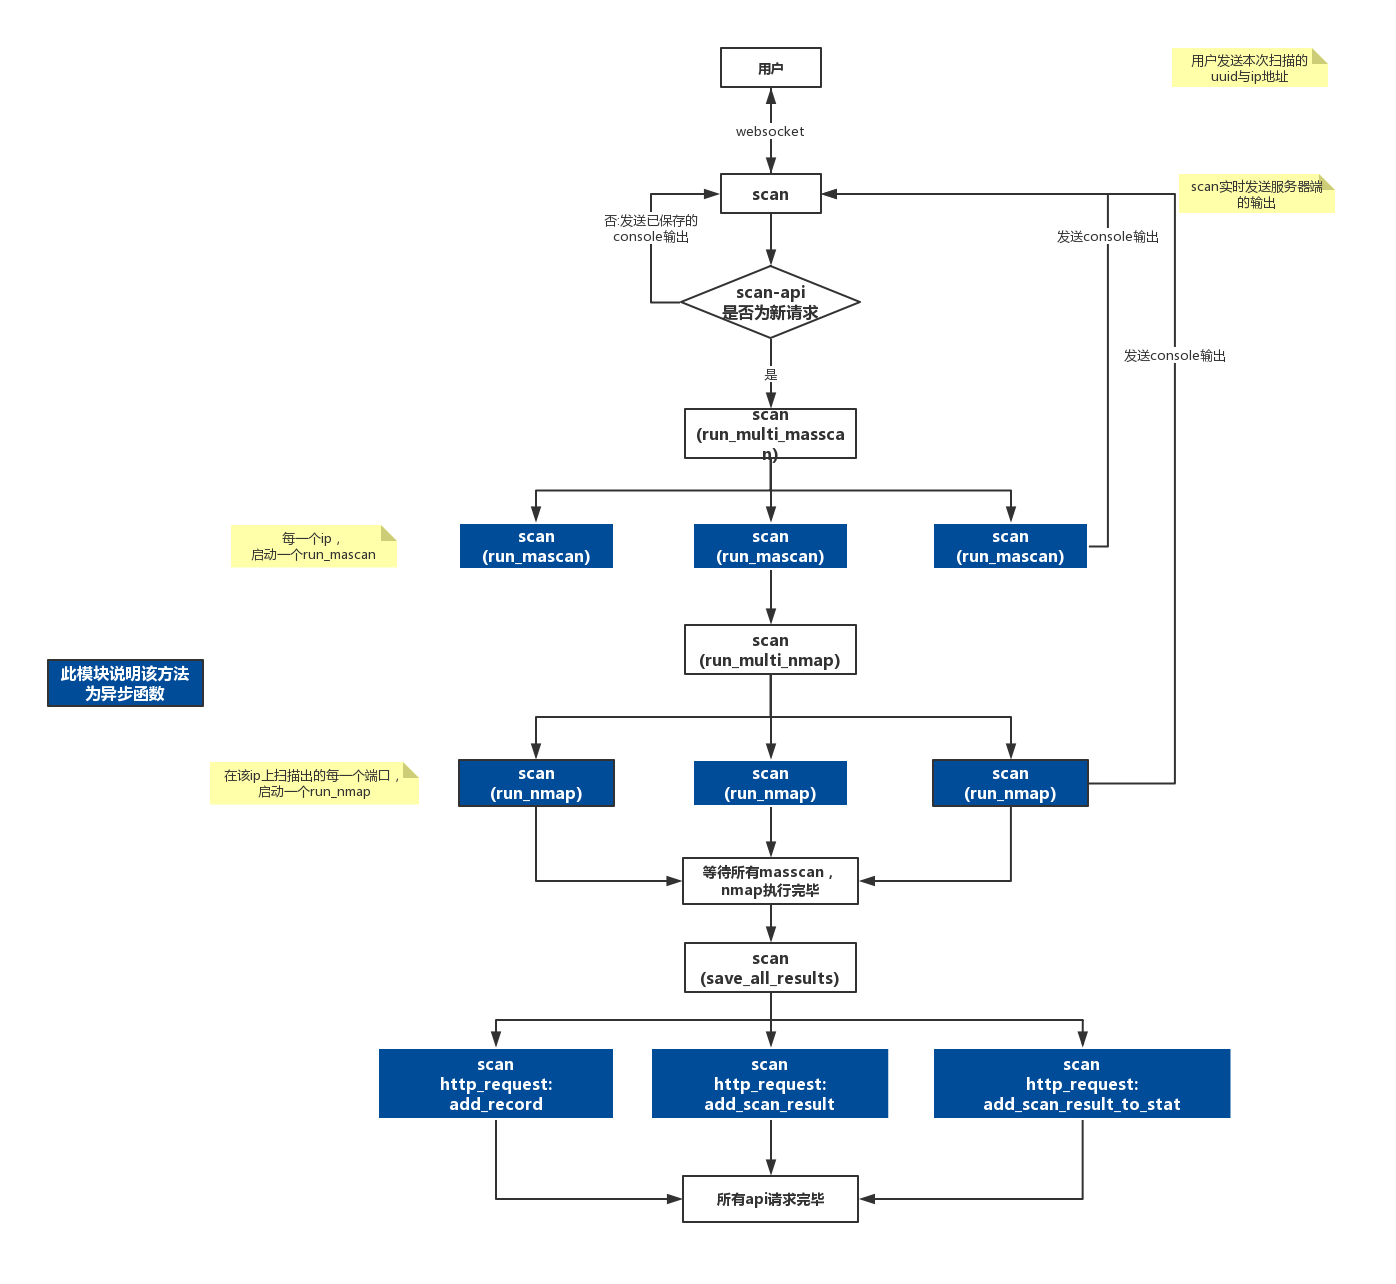 用户
用户发送本次扫描的
uuid与ip地址
websocket
scan
scan实时发送服务器端
的输出
否:发送已保存的
console输出
发送console输出
scan-api
是否为新请求
发送console输出
是
scan
(run_multi_massca
n)
每一个ip，
启动一个run_mascan
scan
(run_mascan)
scan
(run_mascan)
scan
(run_mascan)
scan
(run_multi_nmap)
此模块说明该方法
为异步函数
在该ip上扫描出的每一个端口，
启动一个run_nmap
scan
(run_nmap)
scan
(run_nmap)
scan
(run_nmap)
等待所有masscan，
nmap执行完毕
scan
(save_all_results)
scan
http_request:
add_record
scan
http_request:
add_scan_result
scan
http_request:
add_scan_result_to_stat
所有api请求完毕